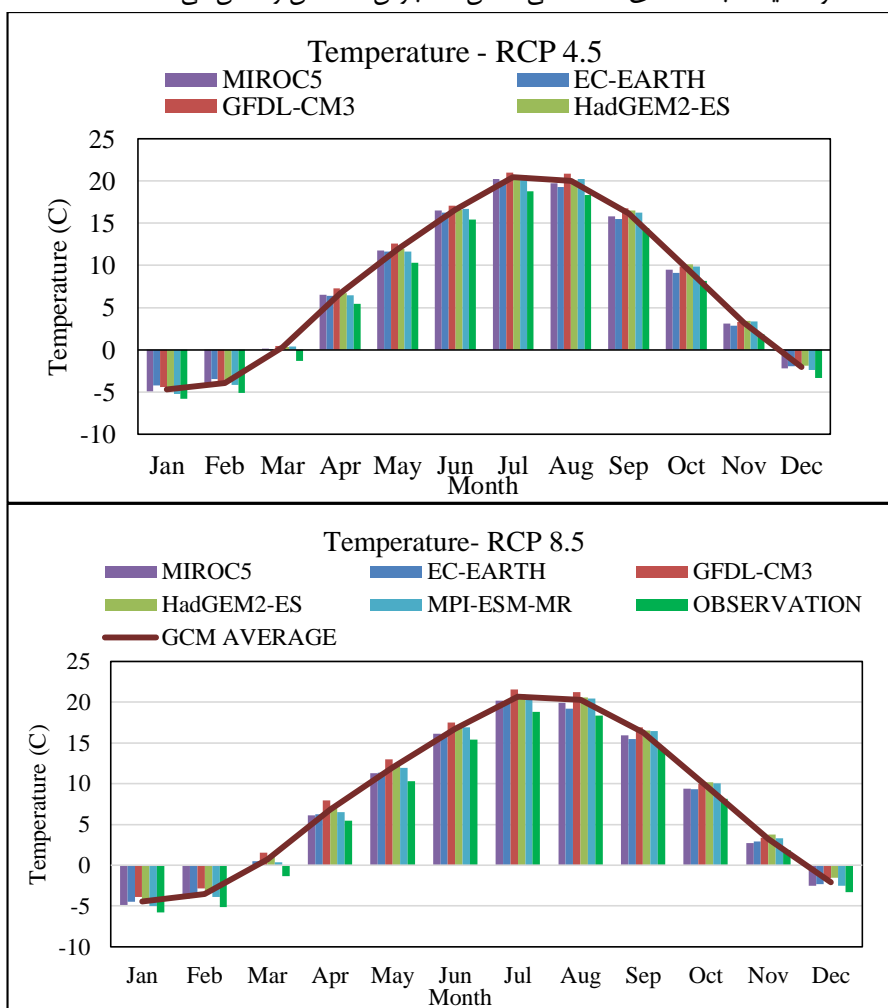 Temperature - RCP 4.5
MIROC5 EC-EARTH
GFDL-CM3 HadGEM2-ES
25
20
15
10
5
0
-5
-10
Temperature (C)
Jan Feb Mar Apr May Jun Jul Aug Sep Oct Nov Dec
Month
Temperature- RCP 8.5
MIROC5 EC-EARTH GFDL-CM3
HadGEM2-ES MPI-ESM-MR OBSERVATION
GCM AVERAGE
25
20
15
10
5
0
-5
-10
Temperature (C)
Jan Feb Mar Apr May Jun Jul Aug Sep Oct Nov Dec
Month